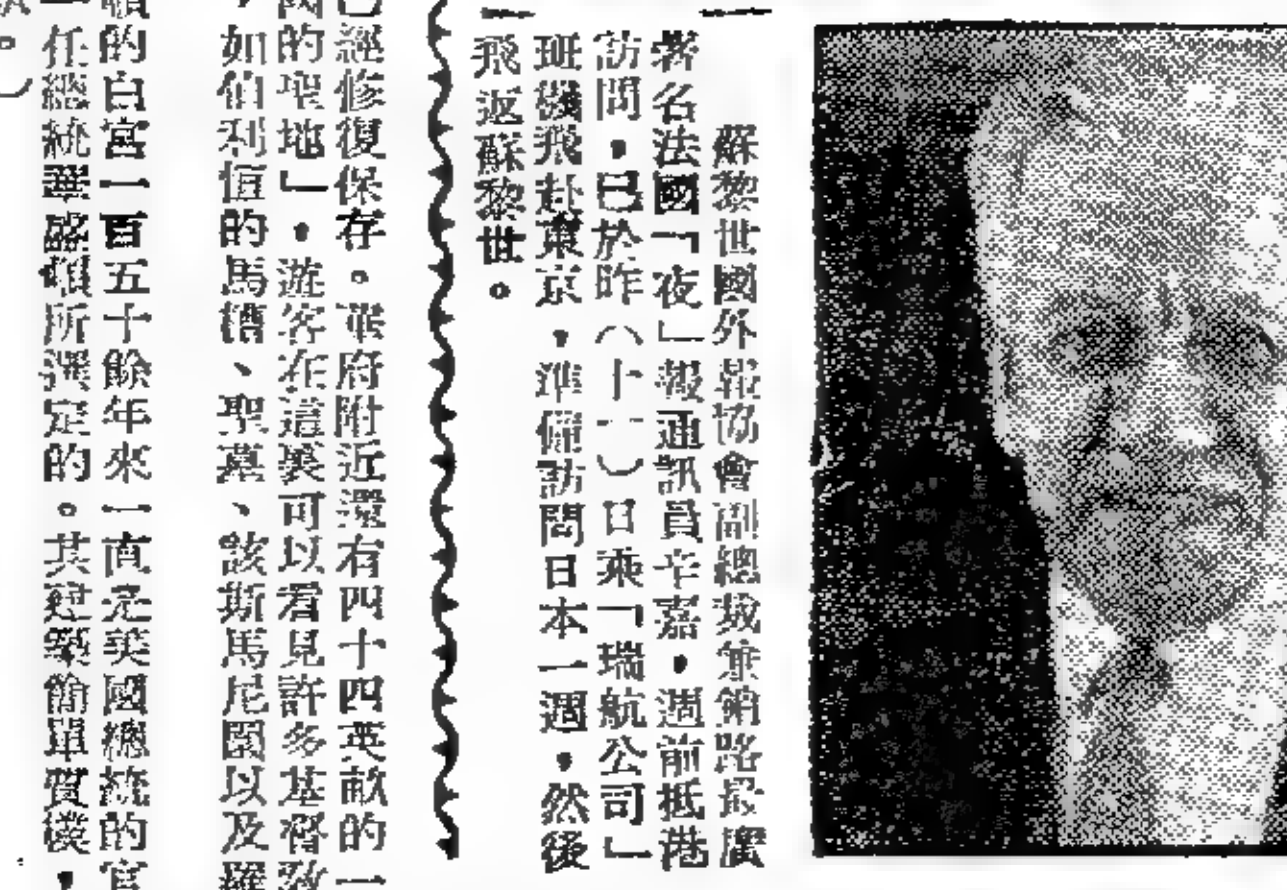 蘇黎世國外報協會副總裁兼銷路最廣
著名法國「夜」報通訊員辛嘉，週前抵港
訪問，已於昨（十一）日乘「瑞航公司」
班機飛赴東京，準備訪問日本一週，然後
飛返蘇黎世。
已經修復保存。華府附近還有四十四英畝的一
的聖地」，遊客在這裏可以看見許多基督教
，如伯利恒的馬槽、聖墓、該斯馬尼園以及羅
頓的白宮一百五十餘年來一直是美國總統的官
一任總統華盛頓所選定的。其建築簡單質樸，